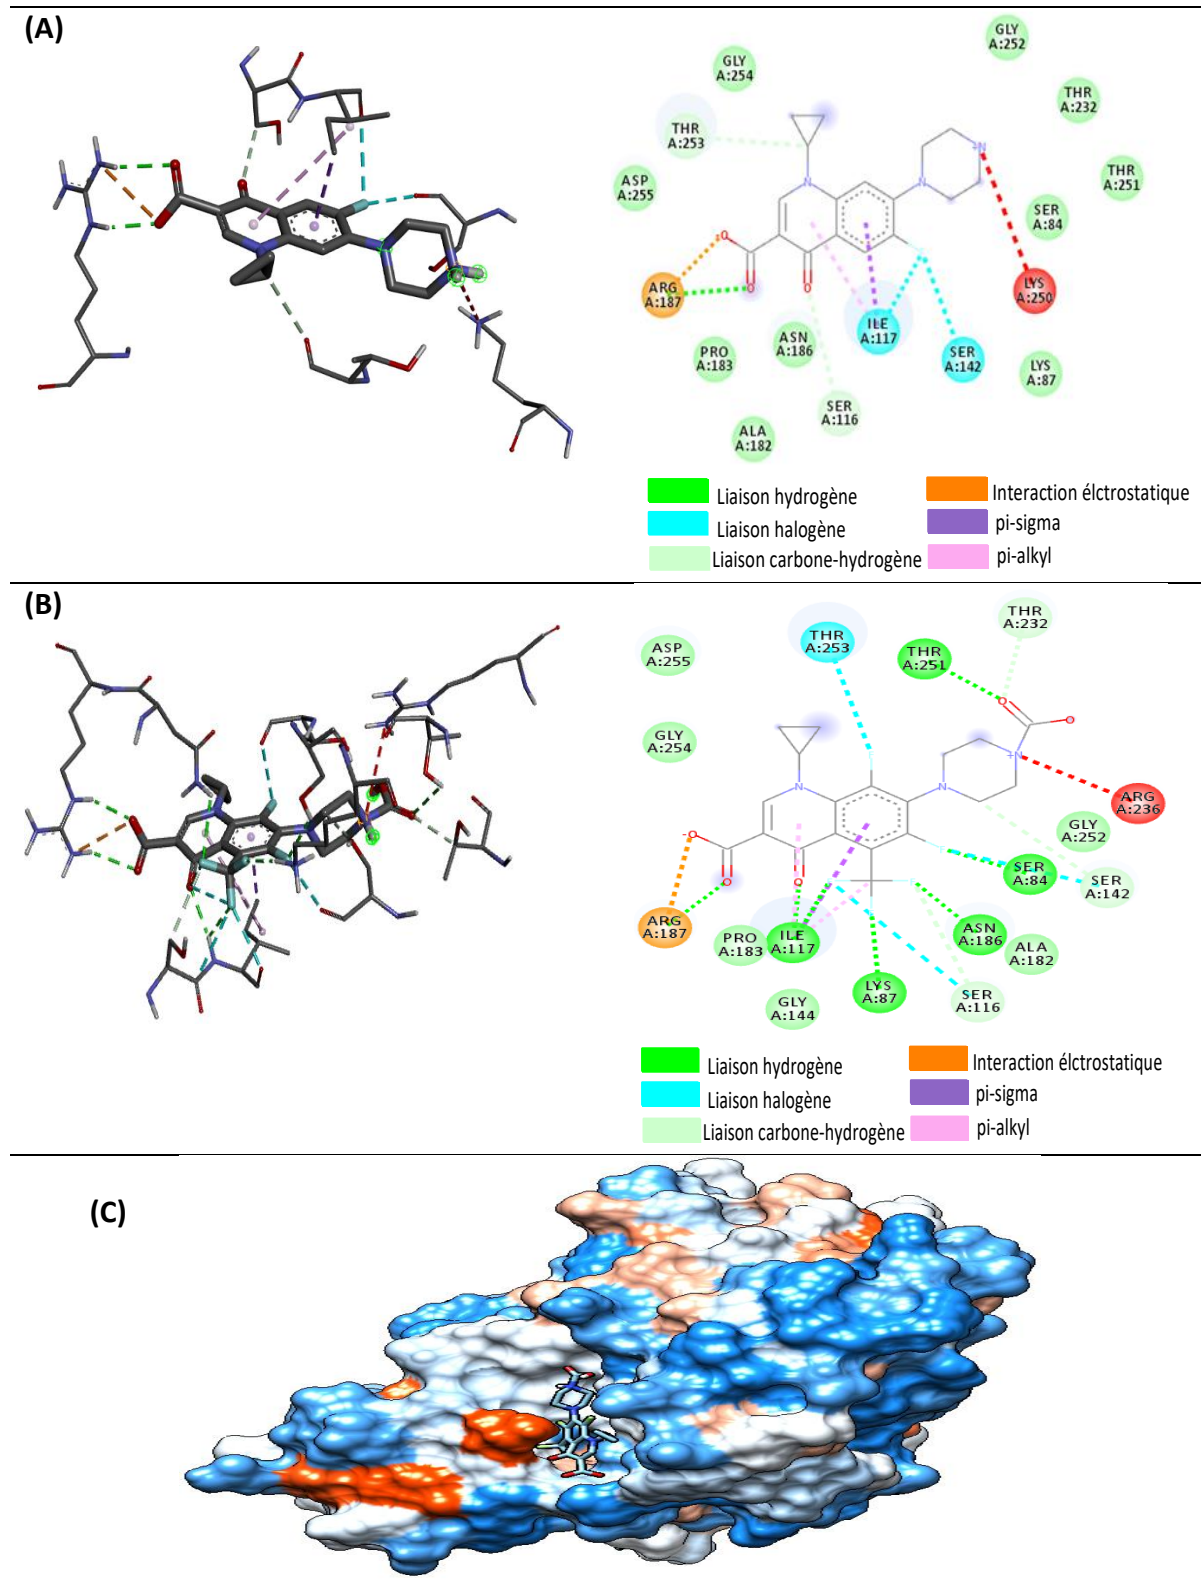 (A)
GLY
A:252
GLY
A:254
THR
A:232
THR
A:253
THR
A:251
ASP
A:255
SER
A:84
N
N
+N
O
O
O
ARG
A:187
LYS
A:250
ILE
A:117
ASN
A:186
PRO
A:183
SER
A:142
LYS
A:87
SER
A:116
ALA
A:182
Liaison hydrogène
Interaction élctrostatique
Liaison halogène
pi-sigma
Liaison carbone-hydrogène
pi-alkyl
(B)
THR
A:232
THR
A:253
THR
A:251
ASP
A:255
GLY
A:254
O
O
N
N
N+
ARG
A:236
GLY
A:252
-O
O
O
SER
A:84
SER
A:142
ARG
A:187
PRO
A:183
ILE
A:117
ASN
A:186
ALA
A:182
LYS
A:87
SER
A:116
GLY
A:144
Liaison hydrogène
Interaction élctrostatique
Liaison halogène
pi-sigma
Liaison carbone-hydrogène
pi-alkyl
(C)